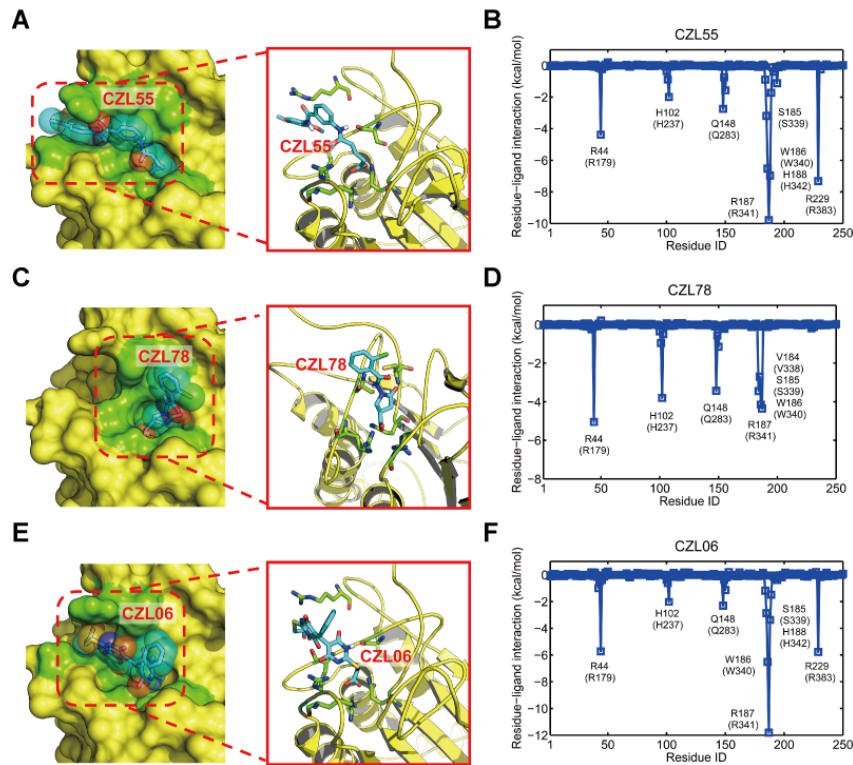 A
CZL55
CZL55
B
CZL55
Residue-ligand interaction (kcal/mol)
0
-2
-4
-6
-8
-10
R44
(R179)
H102
(H237)
Q148
(Q283)
S185
(S339)
W186
(W340)
H188
(H342)
R187
(R341)
R229
(R383)
1
50
100
150
200
250
Residue ID
C
CZL78
CZL78
D
CZL78
Residue-ligand interaction (kcal/mol)
0
-2
-4
-6
-8
R44
(R179)
H102
(H237)
Q148
(Q283)
V184
(V338)
S185
(S339)
W186
(W340)
R187
(R341)
1
50
100
150
200
250
Residue ID
E
CZL06
CZL06
F
CZL06
Residue-ligand interaction (kcal/mol)
0
-2
-4
-6
-8
-10
-12
R44
(R179)
H102
(H237)
Q148
(Q283)
S185
(S339)
H188
(H342)
W186
(W340)
R229
(R383)
R187
(R341)
1
50
100
150
200
250
Residue ID